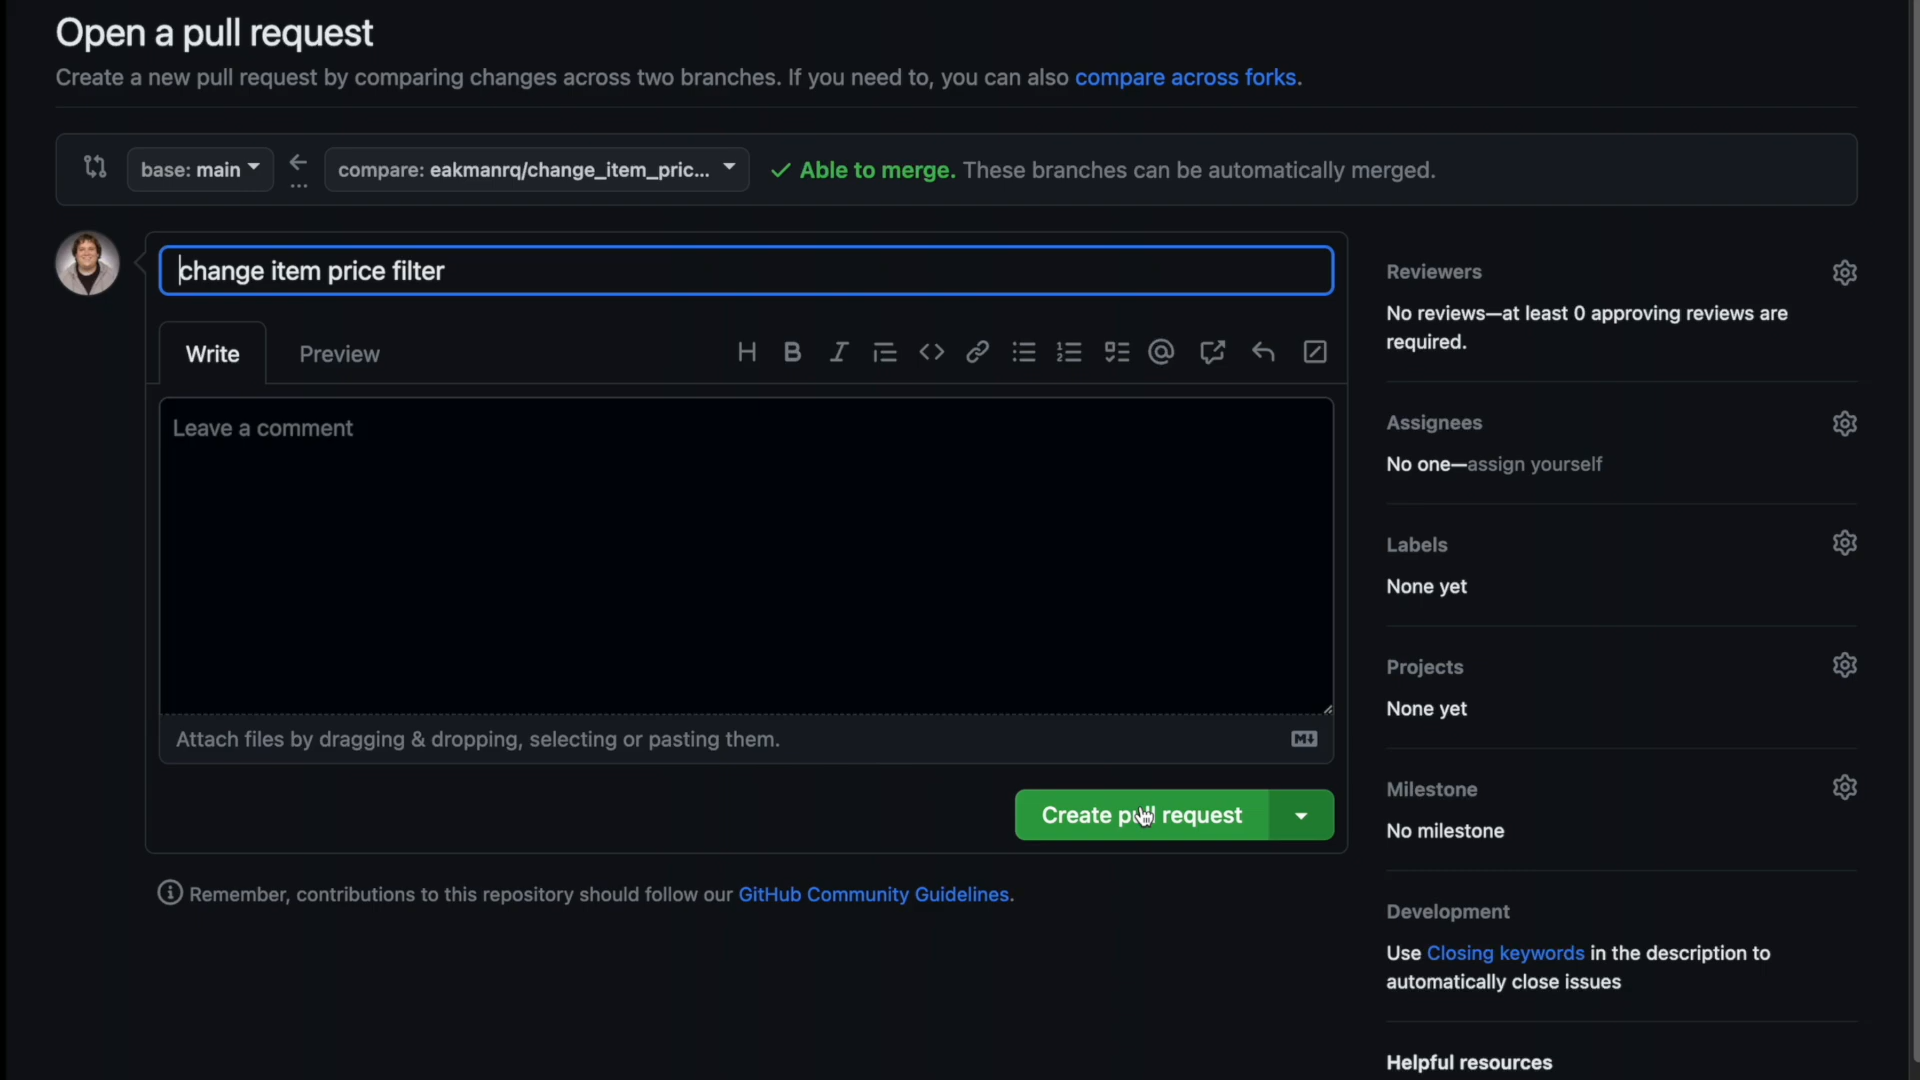 Open a pull request
Create a new pull request by comparing changes across two branches. If you need to, you can also compare across forks.
base: main
compare: eakmanrq/change_item_pric...
Able to merge. These branches can be automatically merged.
change item price filter
Write
Preview
Leave a comment
Attach files by dragging & dropping, selecting or pasting them.
Create pull request
Remember, contributions to this repository should follow our GitHub Community Guidelines.
Reviewers
No reviews—at least 0 approving reviews are
required.
Assignees
No one—assign yourself
Labels
None yet
Projects
None yet
Milestone
No milestone
Development
Use Closing keywords in the description to
automatically close issues
Helpful resources